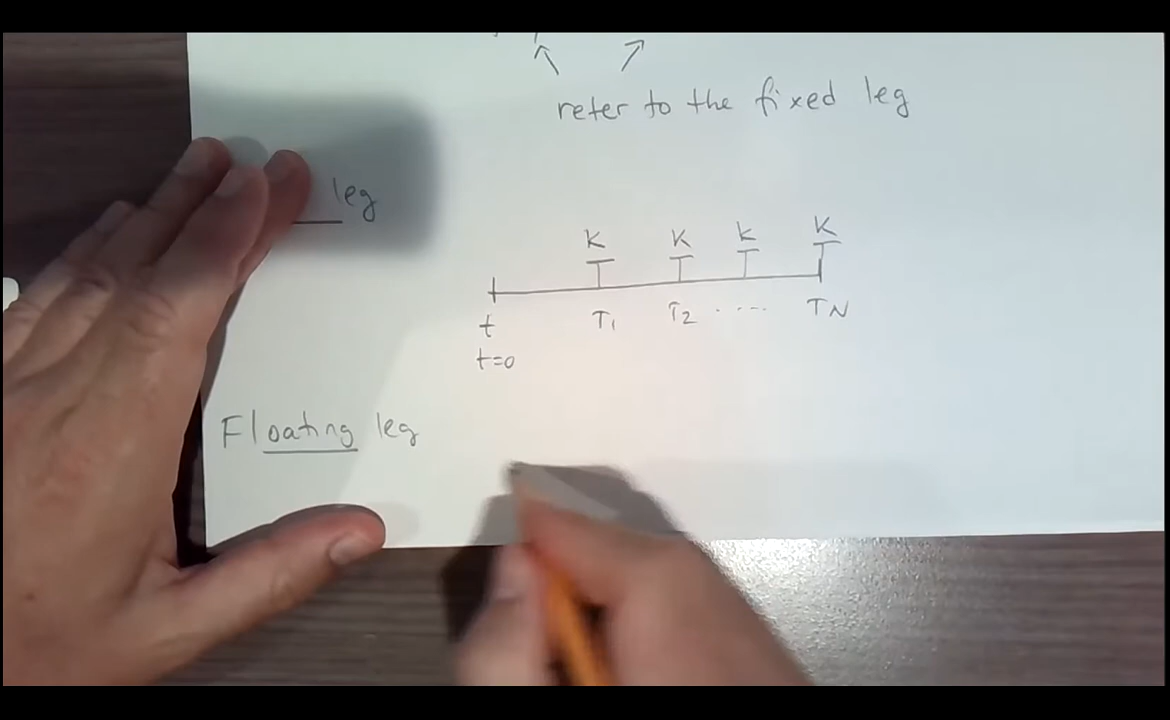 refer to the fixed leg
leg
K K K K
t T1 T2 ..... TN
t=0
Floating leg